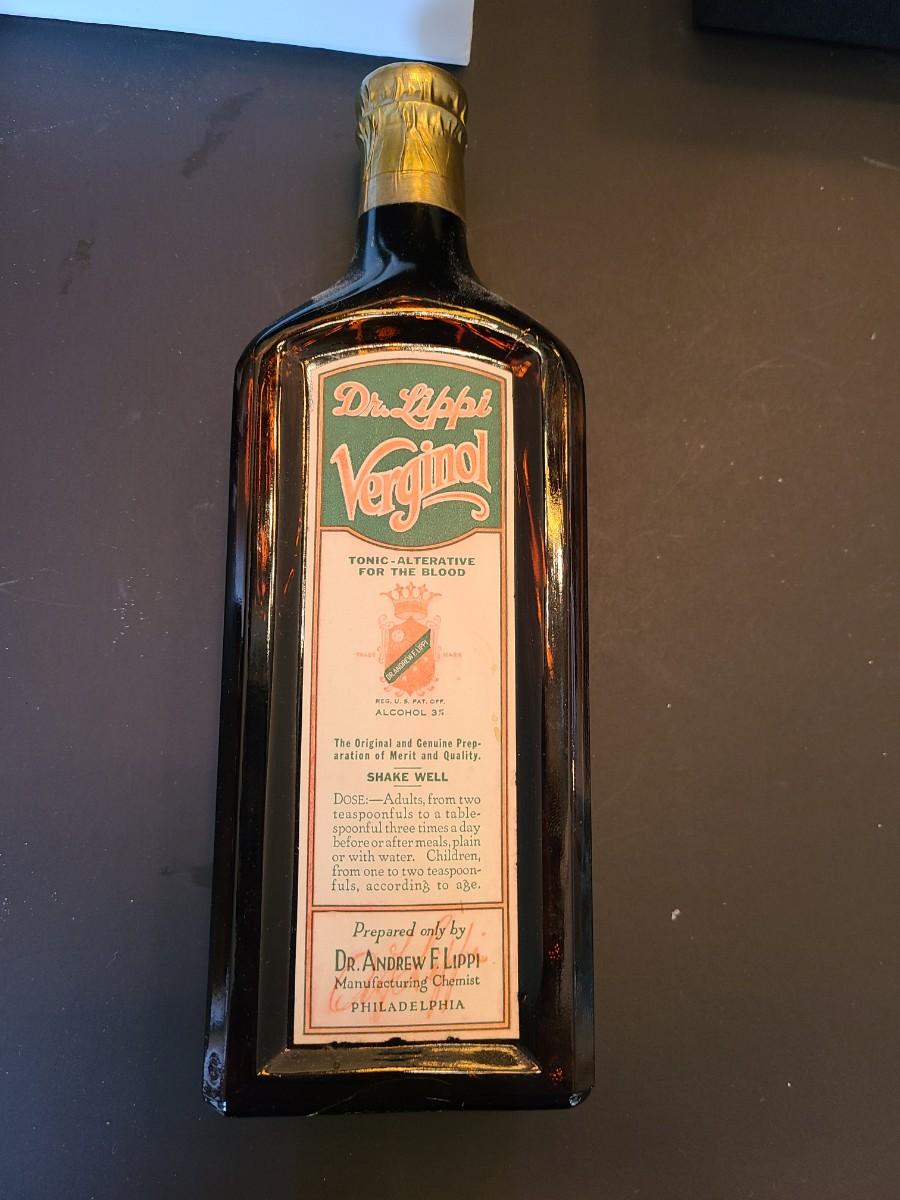 Dr. Lippi
Verginol
TONIC-ALTERATIVE
FOR THE BLOOD
TRADE MARK
DR. ANDREW F. LIPPI
REG. U. S. PAT. OFF.
ALCOHOL 3%
The Original and Genuine Prep-
aration of Merit and Quality.
SHAKE WELL
DOSE:—Adults, from two
teaspoonfuls to a table-
spoonful three times a day
before or after meals, plain
or with water. Children,
from one to two teaspoon-
fuls, according to age.
Prepared only by
DR. ANDREW F. LIPPI
Manufacturing Chemist
PHILADELPHIA